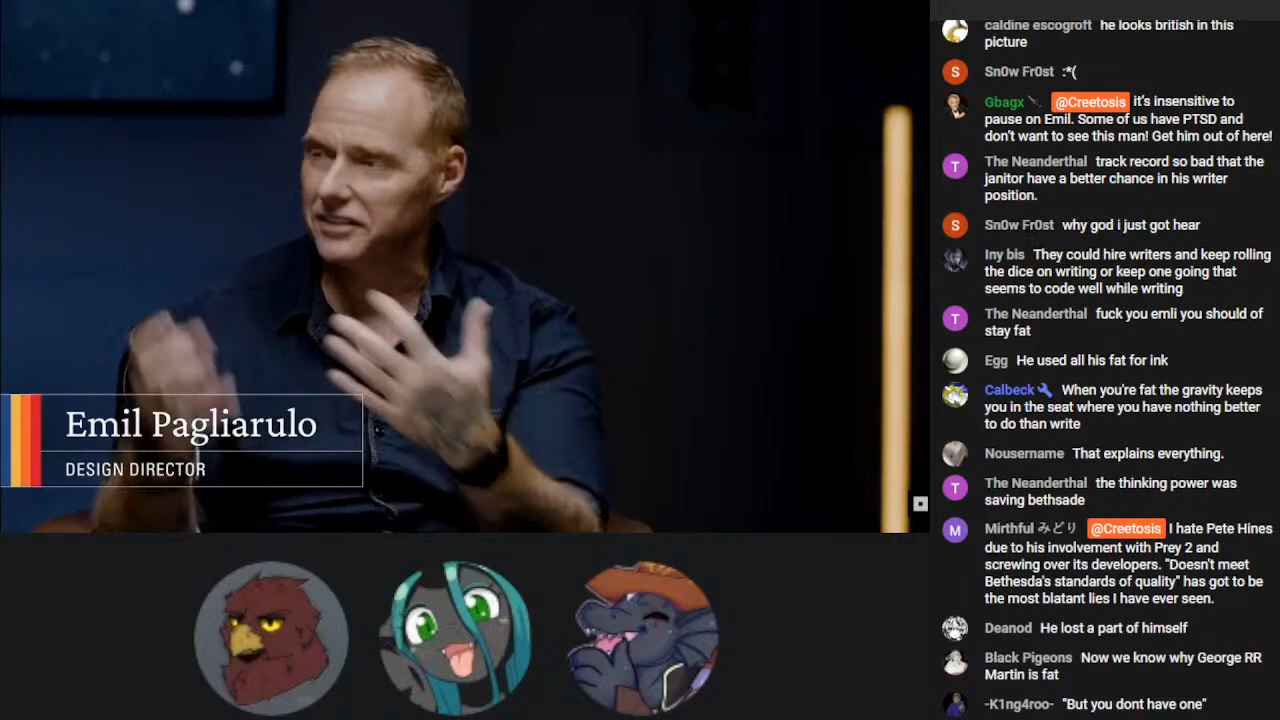 Emil Pagliarulo
DESIGN DIRECTOR
caldine escogroft he looks british in this
picture
S
Sn0w Fr0st :*(
Gbagx @Creetosis it's insensitive to
pause on Emil. Some of us have PTSD and
don't want to see this man! Get him out of here!
T
The Neanderthal track record so bad that the
janitor have a better chance in his writer
position.
S
Sn0w Fr0st why god i just got hear
Iny bis They could hire writers and keep rolling
the dice on writing or keep one going that
seems to code well while writing
T
The Neanderthal fuck you emli you should of
stay fat
Egg He used all his fat for ink
Calbeck When you're fat the gravity keeps
you in the seat where you have nothing better
to do than write
Nousername That explains everything.
T
The Neanderthal the thinking power was
saving bethsade
M
Mirthful みどり @Creetosis I hate Pete Hines
due to his involvement with Prey 2 and
screwing over its developers. "Doesn't meet
Bethesda's standards of quality" has got to be
the most blatant lies I have ever seen.
Deanod He lost a part of himself
Black Pigeons Now we know why George RR
Martin is fat
-K1ng4roo- "But you dont have one"